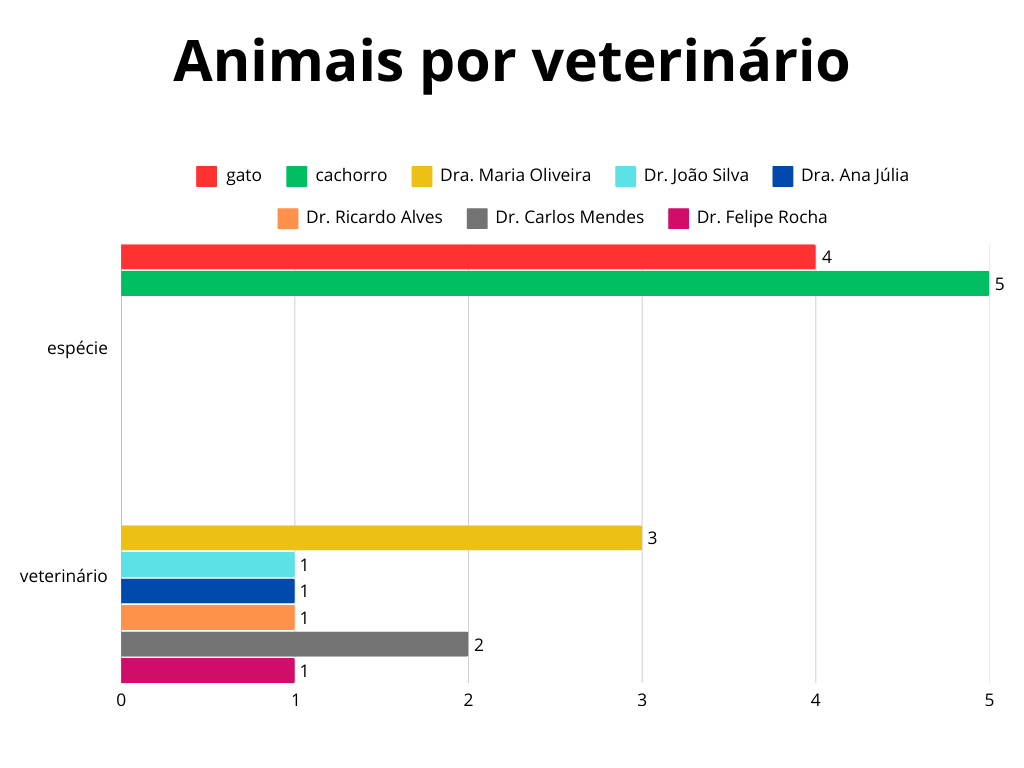 Animais por veterinário
gato cachorro Dra. Maria Oliveira Dr. João Silva Dra. Ana Júlia
Dr. Ricardo Alves Dr. Carlos Mendes Dr. Felipe Rocha
4
5
espécie
3
1
veterinário
1
1
2
1
0 1 2 3 4 5